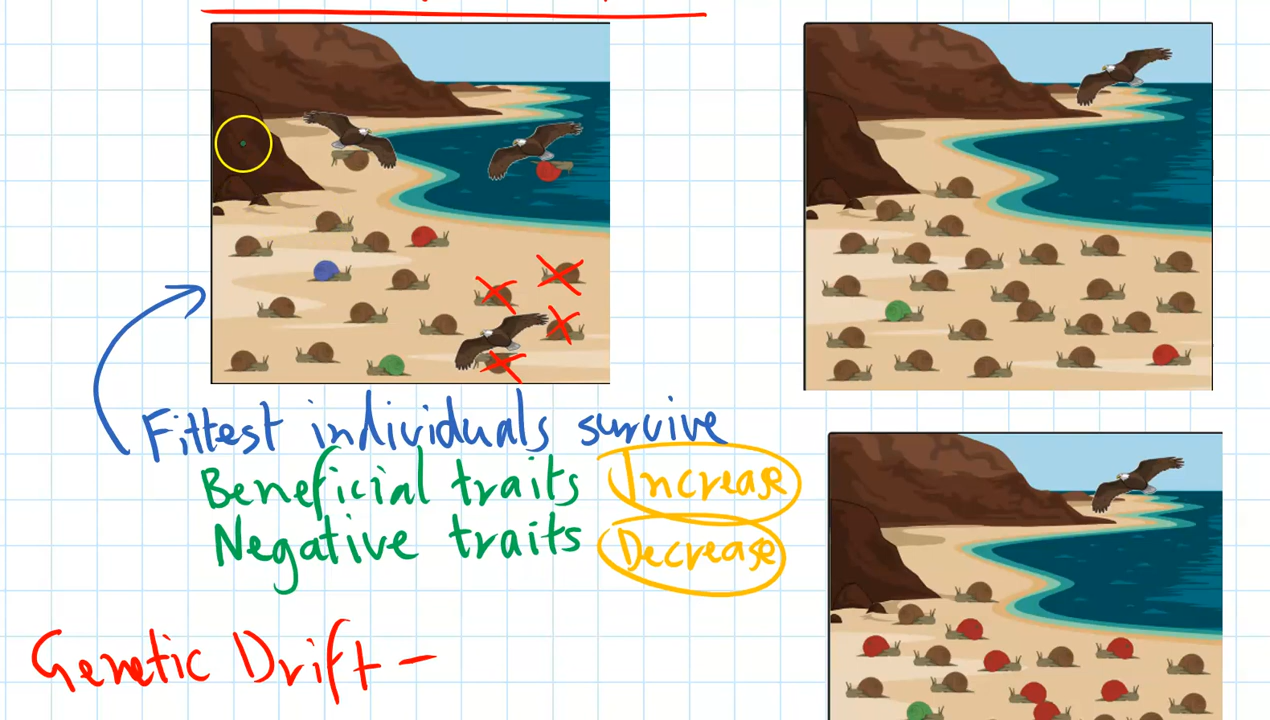 Fittest individuals survive
Beneficial traits Increase
Negative traits Decrease
Genetic Drift -